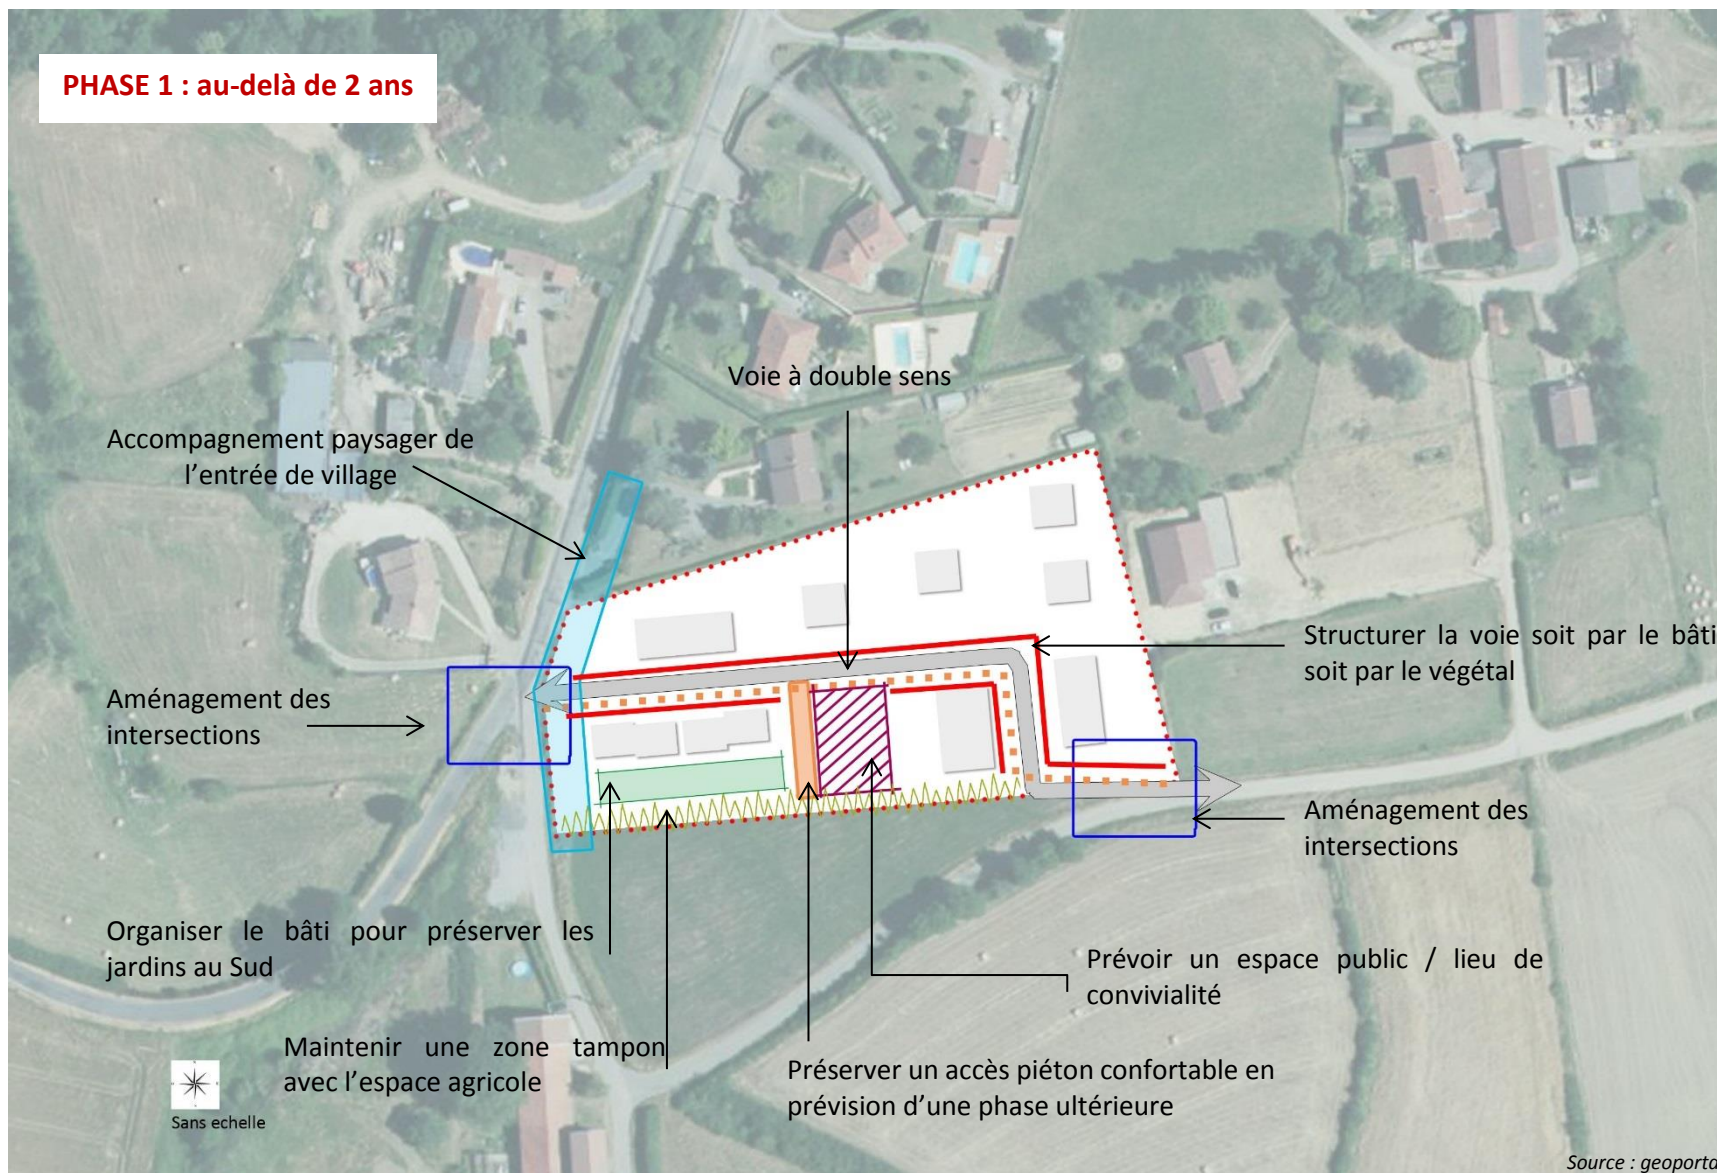 PHASE 1 : au-delà de 2 ans
Voie à double sens
Accompagnement paysager de
l’entrée de village
Structurer la voie soit par le bâti
soit par le végétal
Aménagement des
intersections
Aménagement des
intersections
Organiser le bâti pour préserver les
jardins au Sud
Prévoir un espace public / lieu de
convivialité
Maintenir une zone tampon
avec l’espace agricole
Préserver un accès piéton confortable en
prévision d’une phase ultérieure
Sans echelle
Source : geoporta